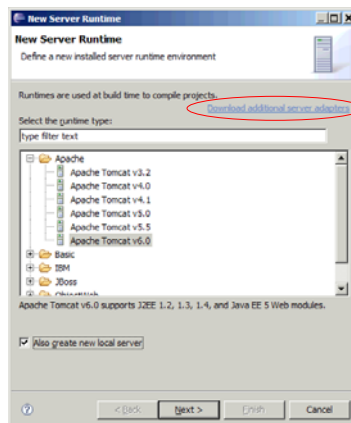 New Server Runtime
New Server Runtime
Define a new installed server runtime environment
Runtimes are used at build time to compile projects.
Download additional server adapters
Select the runtime type:
type filter text
Apache
Apache Tomcat v3.2
Apache Tomcat v4.0
Apache Tomcat v4.1
Apache Tomcat v5.0
Apache Tomcat v5.5
Apache Tomcat v6.0
Basic
IBM
JBoss
ObjectWeb
Apache Tomcat v6.0 supports J2EE 1.2, 1.3, 1.4, and Java EE 5 Web modules.
Also create new local server
< Back
Next >
Finish
Cancel